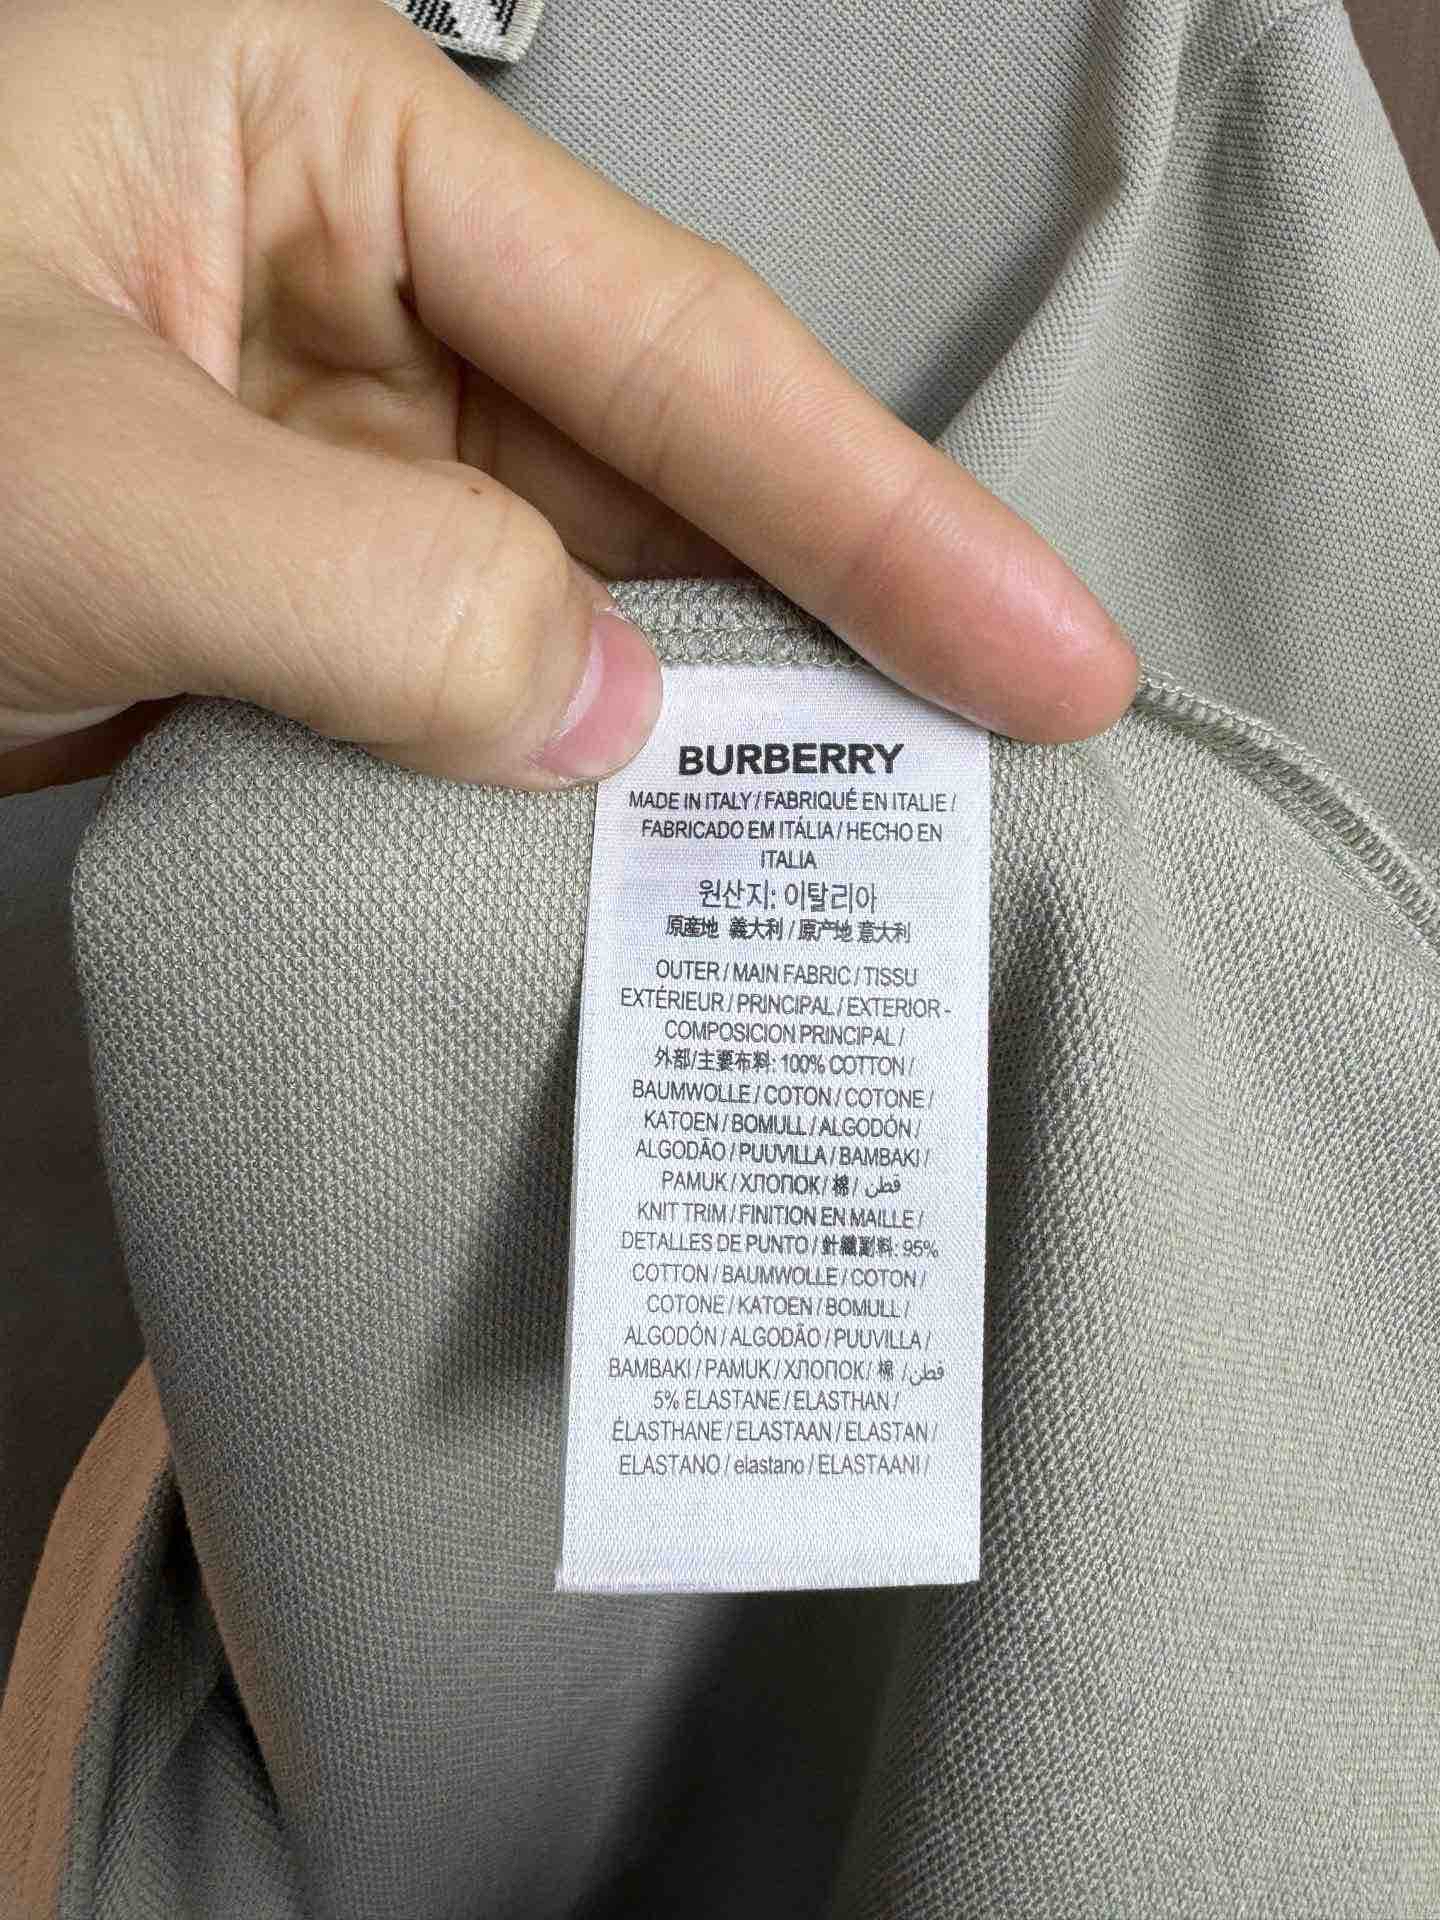 BURBERRY
MADE IN ITALY / FABRIQUÉ EN ITALIE /
FABRICADO EM ITÁLIA / HECHO EN
ITALIA
원산지: 이탈리아
原産地 義大利 / 原产地 意大利
OUTER / MAIN FABRIC / TISSU
EXTÉRIEUR / PRINCIPAL / EXTERIOR -
COMPOSICION PRINCIPAL /
外部/主要布料: 100% COTTON /
BAUMWOLLE / COTON / COTONE /
KATOEN / BOMULL / ALGODÓN /
ALGODÃO / PUUVILLA / BAMBAKI /
PAMUK / ХЛОПОК / 棉 / قطن
KNIT TRIM / FINITION EN MAILLE /
DETALLES DE PUNTO / 針織副料: 95%
COTTON / BAUMWOLLE / COTON /
COTONE / KATOEN / BOMULL /
ALGODÓN / ALGODÃO / PUUVILLA /
BAMBAKI / PAMUK / ХЛОПОК / 棉 / قطن
5% ELASTANE / ELASTHAN /
ÉLASTHANE / ELASTAAN / ELASTAN /
ELASTANO / elastano / ELASTAANI /